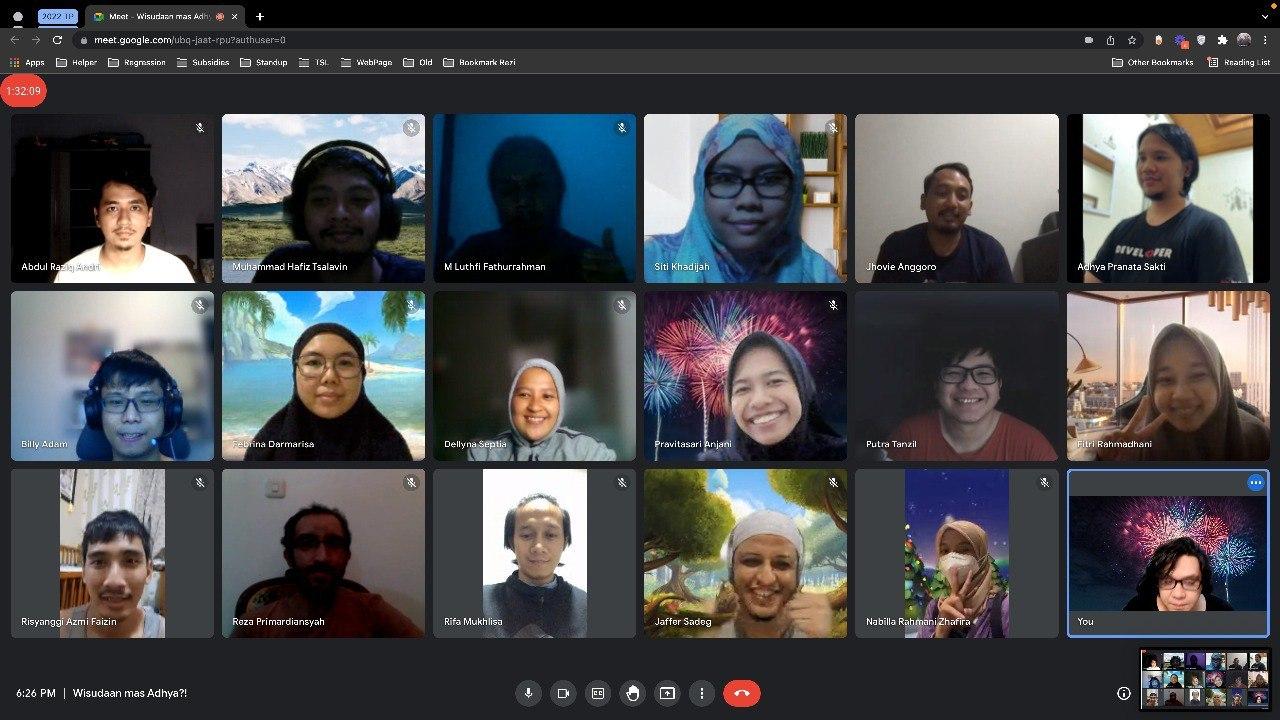 2022 TP
Meet - Wisudaan mas Adhy
meet.google.com/ubq-jaat-rpu?authuser=0
Apps
Helper
Regression
Subsidies
Standup
TSL
WebPage
Old
Bookmark Rezi
Other Bookmarks
Reading List
1:32:09
Abdul Raziq Andri
Muhammad Hafiz Tsalavin
M Luthfi Fathurrahman
Siti Khadijah
Jhovie Anggoro
DEVELOPER
Adhya Pranata Sakti
Billy Adam
Febrina Darmarisa
Dellyna Septia
Pravitasari Anjani
Putra Tanzil
Fitri Rahmadhani
Risyanggi Azmi Faizin
Reza Primardiansyah
Rifa Mukhlisa
Jaffer Sadeg
Nabilla Rahmani Zhafira
You
6:26 PM | Wisudaan mas Adhya?!